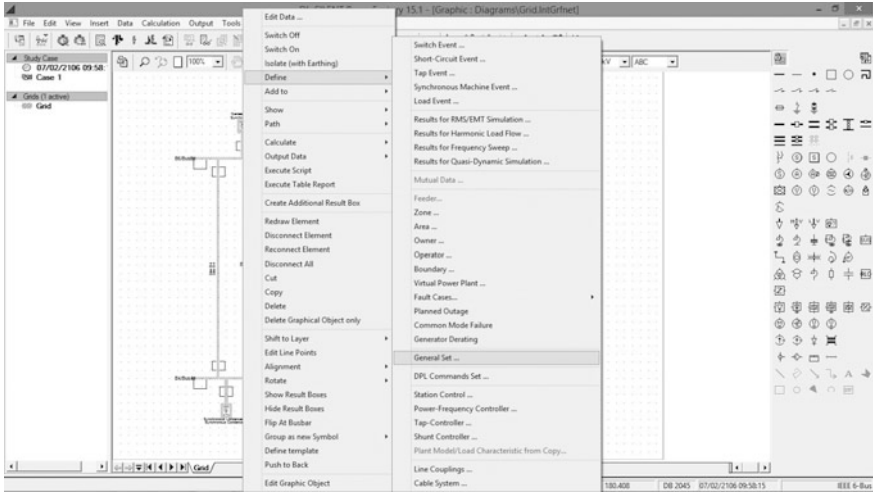 15.1 - [Graphic : Diagrams\Grid.IntGrfnet]
File Edit View Insert Data Calculation Output Tools
100%
kV
ABC
Study Case
07/02/2106 09:58:
Case 1
Grids (1 active)
Grid
Edit Data ...
Switch Off
Switch On
Isolate (with Earthing)
Define
Add to
Show
Path
Calculate
Output Data
Execute Script
Execute Table Report
Create Additional Result Box
Redraw Element
Disconnect Element
Reconnect Element
Disconnect All
Cut
Copy
Delete
Delete Graphical Object only
Shift to Layer
Edit Line Points
Alignment
Rotate
Show Result Boxes
Hide Result Boxes
Flip At Busbar
Group as new Symbol
Define template
Push to Back
Edit Graphic Object
Switch Event ...
Short-Circuit Event ...
Tap Event ...
Synchronous Machine Event ...
Load Event ...
Results for RMS/EMT Simulation ...
Results for Harmonic Load Flow ...
Results for Frequency Sweep ...
Results for Quasi-Dynamic Simulation ...
Mutual Data ...
Feeder...
Zone ...
Area ...
Owner ...
Operator ...
Boundary ...
Virtual Power Plant ...
Fault Cases...
Planned Outage
Common Mode Failure
Generator Derating
General Set ...
DPL Commands Set ...
Station Control ...
Power-Frequency Controller ...
Tap-Controller ...
Shunt Controller ...
Plant Model/Load Characteristic from Copy...
Line Couplings ...
Cable System ...
Grid
180.408
DB 2045
07/02/2106 09:58:15
IEEE 6-Bus